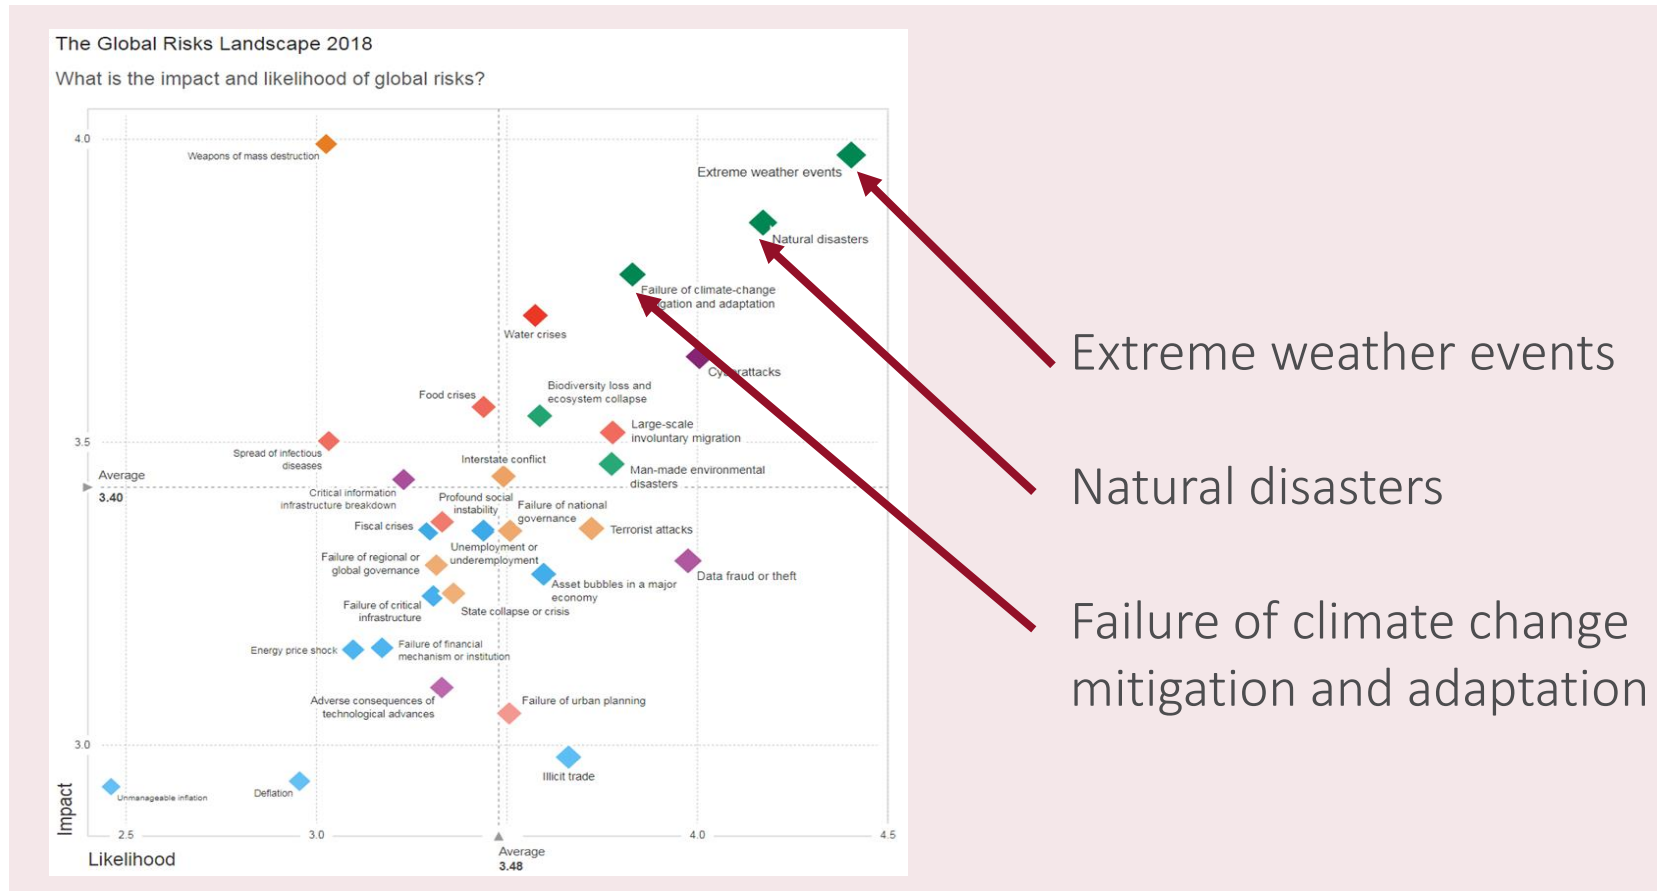 The Global Risks Landscape 2018
What is the impact and likelihood of global risks?
4.0
Weapons of mass destruction
Extreme weather events
Natural disasters
Failure of climate-change
gation and adaptation
Water crises
Cyberattacks
Biodiversity loss and
ecosystem collapse
Food crises
Large-scale
involuntary migration
3.5
Spread of infectious
diseases
Interstate conflict
Man-made environmental
disasters
Average
3.40
Critical information
infrastructure breakdown
Profound social
instability
Failure of national
governance
Fiscal crises
Terrorist attacks
Unemployment or
underemployment
Failure of regional or
global governance
Data fraud or theft
Asset bubbles in a major
economy
Failure of critical
infrastructure
State collapse or crisis
Energy price shock
Failure of financial
mechanism or institution
Adverse consequences of
technological advances
Failure of urban planning
3.0
Illicit trade
Unmanageable inflation
Deflation
Impact
2.5
3.0
4.0
4.5
Average
3.48
Likelihood
Extreme weather events
Natural disasters
Failure of climate change
mitigation and adaptation